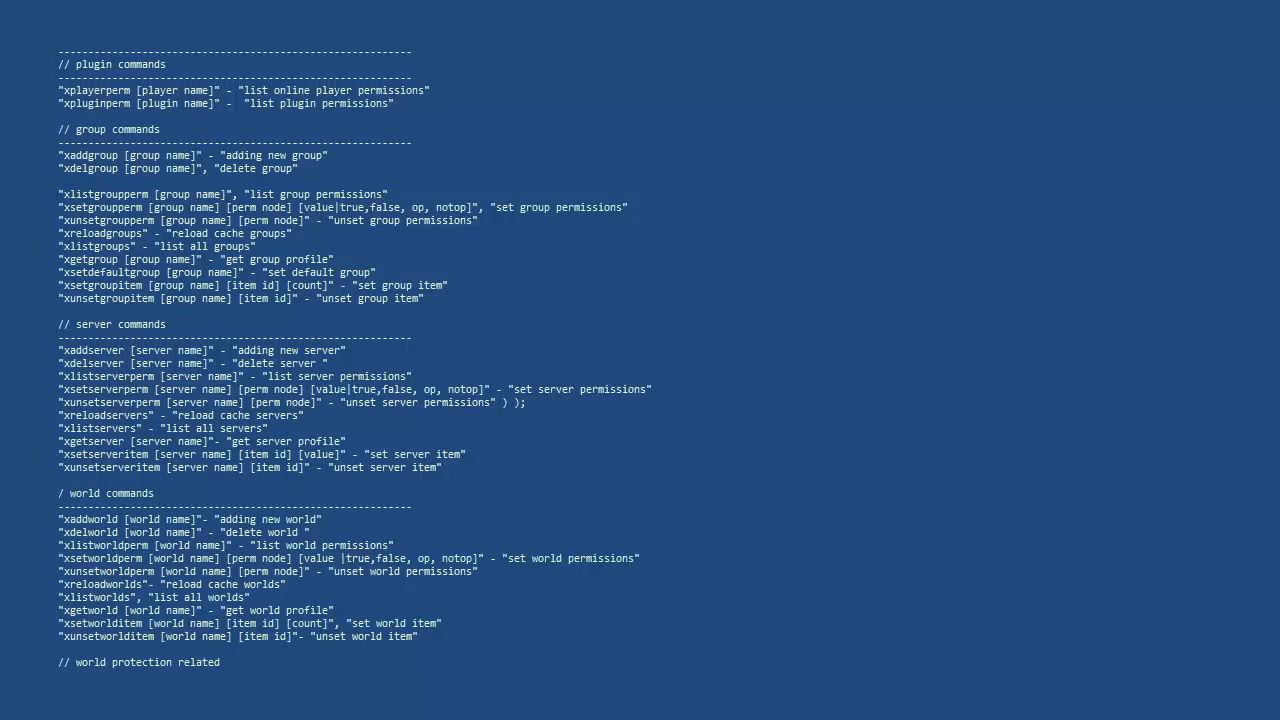 -----------------------------------------------------------
// plugin commands
-----------------------------------------------------------
"xplayerperm [player name]" - "list online player permissions"
"xpluginperm [plugin name]" -  "list plugin permissions"
// group commands
-----------------------------------------------------------
"xaddgroup [group name]" - "adding new group"
"xdelgroup [group name]", "delete group"
"xlistgroupperm [group name]", "list group permissions"
"xsetgroupperm [group name] [perm node] [value|true,false, op, notop]", "set group permissions"
"xunsetgroupperm [group name] [perm node]" - "unset group permissions"
"xreloadgroups" - "reload cache groups"
"xlistgroups" - "list all groups"
"xgetgroup [group name]" - "get group profile"
"xsetdefaultgroup [group name]" - "set default group"
"xsetgroupitem [group name] [item id] [count]" - "set group item"
"xunsetgroupitem [group name] [item id]" - "unset group item"
// server commands
-----------------------------------------------------------
"xaddserver [server name]" - "adding new server"
"xdelserver [server name]" - "delete server "
"xlistserverperm [server name]" - "list server permissions"
"xsetserverperm [server name] [perm node] [value|true,false, op, notop]" - "set server permissions"
"xunsetserverperm [server name] [perm node]" - "unset server permissions" ) );
"xreloadservers" - "reload cache servers"
"xlistservers" - "list all servers"
"xgetserver [server name]"- "get server profile"
"xsetserveritem [server name] [item id] [value]" - "set server item"
"xunsetserveritem [server name] [item id]" - "unset server item"
/ world commands
-----------------------------------------------------------
"xaddworld [world name]"- "adding new world"
"xdelworld [world name]" - "delete world "
"xlistworldperm [world name]" - "list world permissions"
"xsetworldperm [world name] [perm node] [value |true,false, op, notop]" - "set world permissions"
"xunsetworldperm [world name] [perm node]" - "unset world permissions"
"xreloadworlds"- "reload cache worlds"
"xlistworlds", "list all worlds"
"xgetworld [world name]" - "get world profile"
"xsetworlditem [world name] [item id] [count]", "set world item"
"xunsetworlditem [world name] [item id]"- "unset world item"
// world protection related